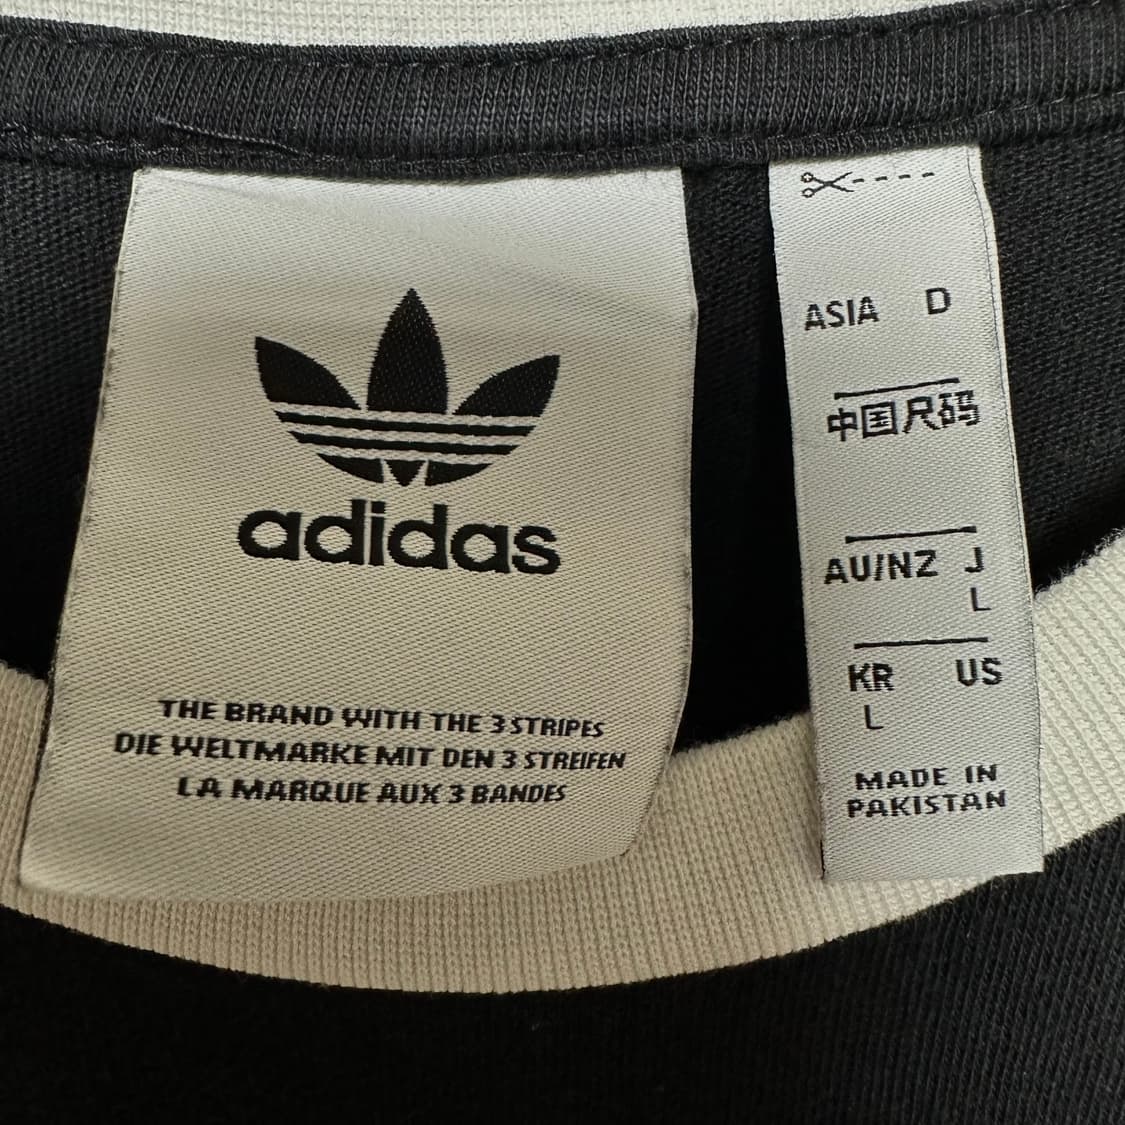 adidas
THE BRAND WITH THE 3 STRIPES
DIE WELTMARKE MIT DEN 3 STREIFEN
LA MARQUE AUX 3 BANDES
ASIA D
中国尺码
AU/NZ J
L
KR US
L
MADE IN
PAKISTAN